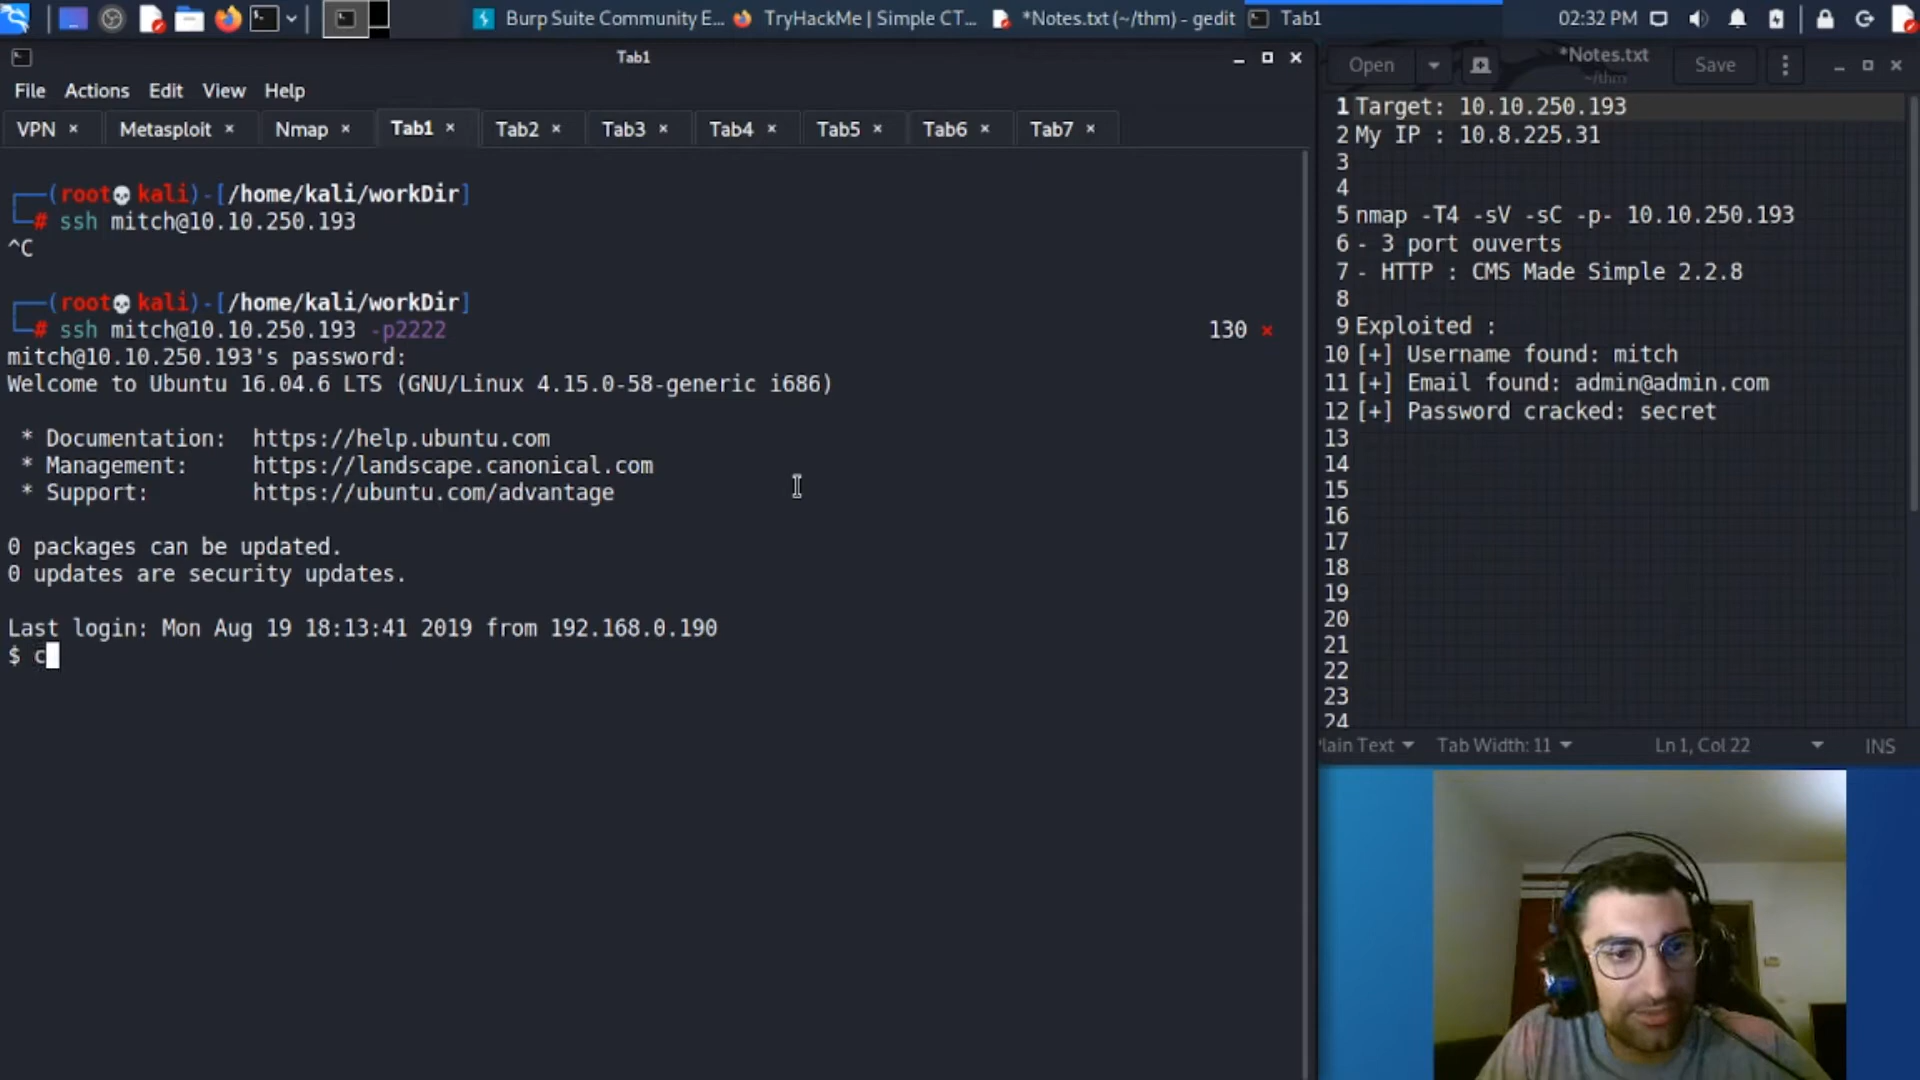 Burp Suite Community E...
TryHackMe | Simple CT...
*Notes.txt (~/thm) - gedit
Tab1
02:32 PM
Tab1
File Actions Edit View Help
VPN × Metasploit × Nmap × Tab1 × Tab2 × Tab3 × Tab4 × Tab5 × Tab6 × Tab7 ×
┌──(root💀kali)-[/home/kali/workDir]
└─# ssh mitch@10.10.250.193
^C
┌──(root💀kali)-[/home/kali/workDir]
└─# ssh mitch@10.10.250.193 -p2222 130 ×
mitch@10.10.250.193's password:
Welcome to Ubuntu 16.04.6 LTS (GNU/Linux 4.15.0-58-generic i686)
* Documentation: https://help.ubuntu.com
* Management: https://landscape.canonical.com
* Support: https://ubuntu.com/advantage
0 packages can be updated.
0 updates are security updates.
Last login: Mon Aug 19 18:13:41 2019 from 192.168.0.190
$ c
Open
*Notes.txt
~/thm
Save
1 Target: 10.10.250.193
2 My IP : 10.8.225.31
3
4
5 nmap -T4 -sV -sC -p- 10.10.250.193
6 - 3 port ouverts
7 - HTTP : CMS Made Simple 2.2.8
8
9 Exploited :
10 [+] Username found: mitch
11 [+] Email found: admin@admin.com
12 [+] Password cracked: secret
13
14
15
16
17
18
19
20
21
22
23
24
lain Text Tab Width: 11 Ln 1, Col 22 INS